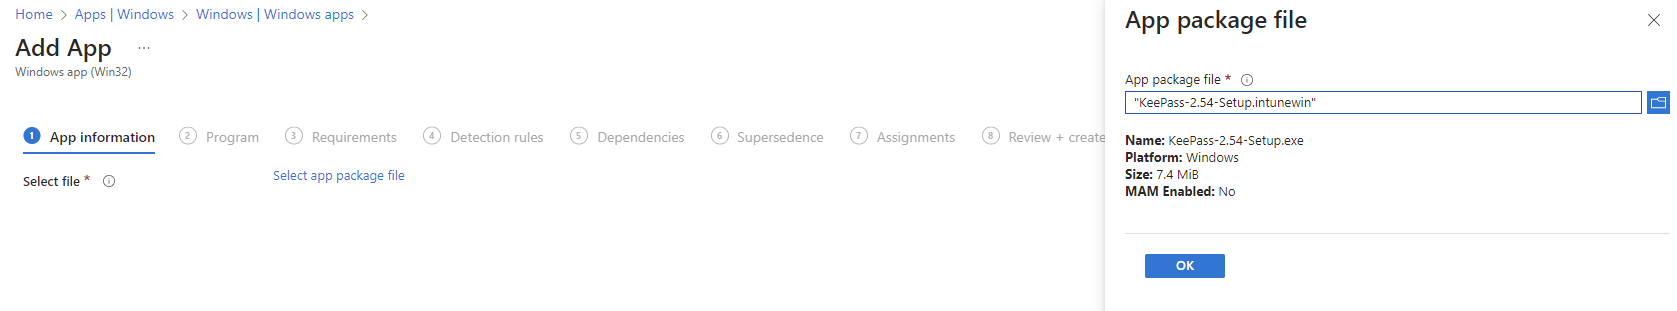 Home > Apps | Windows > Windows | Windows apps >
Add App ...
Windows app (Win32)
1 App information 2 Program 3 Requirements 4 Detection rules 5 Dependencies 6 Supersedence 7 Assignments 8 Review + create
Select file * Select app package file
App package file
App package file *
"KeePass-2.54-Setup.intunewin"
Name: KeePass-2.54-Setup.exe
Platform: Windows
Size: 7.4 MiB
MAM Enabled: No
OK